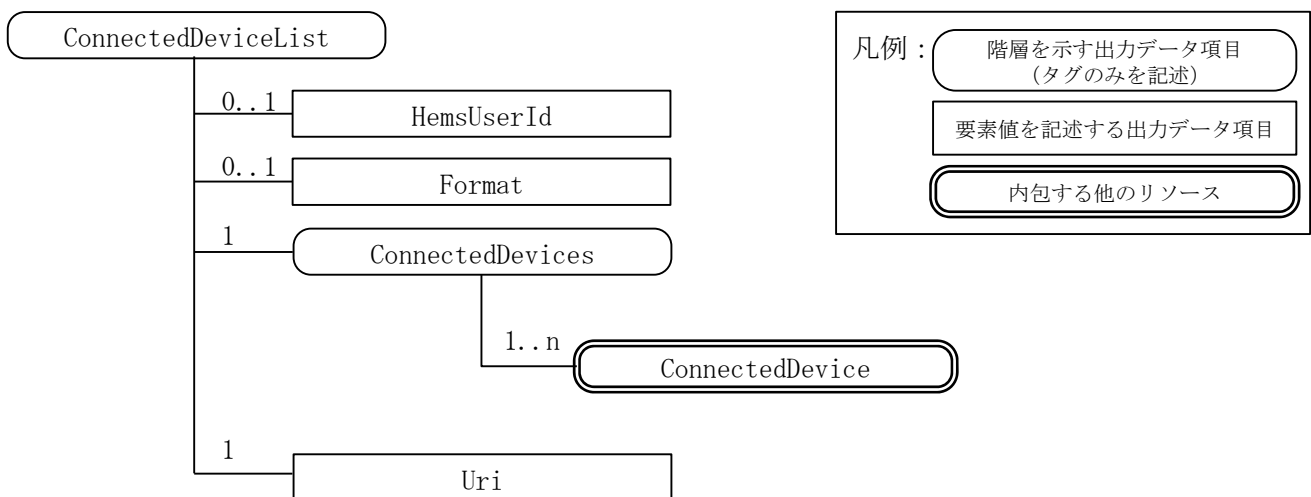 ConnectedDeviceList
0..1
HemsUserId
0..1
Format
1
ConnectedDevices
1..n
ConnectedDevice
1
Uri
凡例：
階層を示す出力データ項目
（タグのみを記述）
要素値を記述する出力データ項目
内包する他のリソース